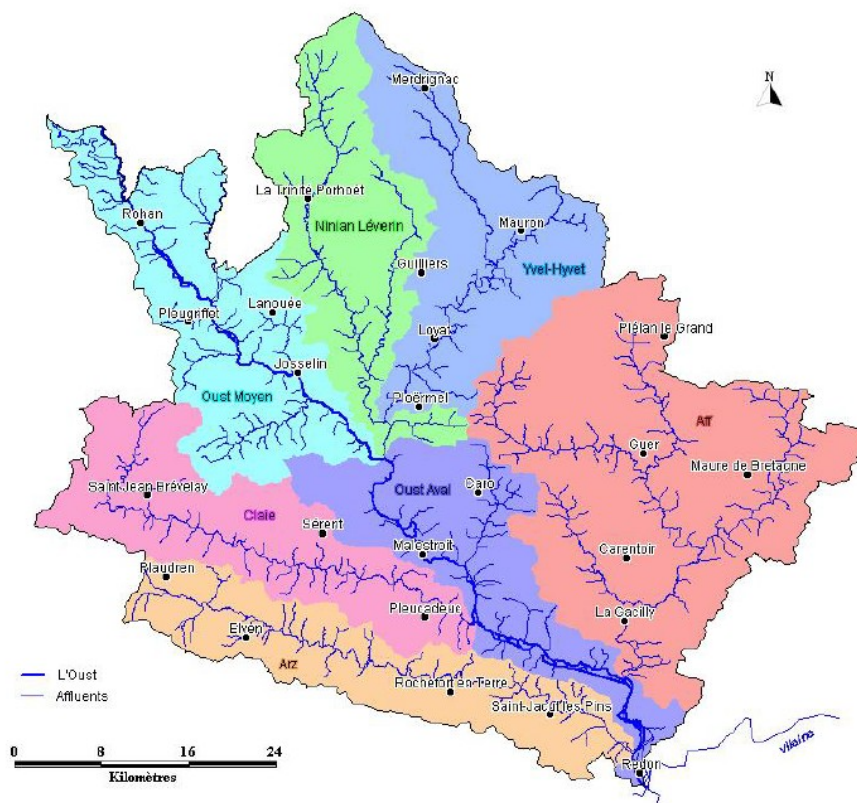 N
Merdrignac
La Trinité Porhoët
Rohan
Ninian Léverin
Mauron
Guilliers
Yvel-Hyvet
Plougriffet
Lanouée
Loyat
Plélan le Grand
Josselin
Oust Moyen
Ploërmel
Aff
Guer
Maure de Bretagne
Saint-Jean-Brévelay
Oust Aval
Caro
Claie
Sérent
Malestroit
Carentoir
Plaudren
Pleucadeuc
La Gacilly
Elven
Arz
L'Oust
Affluents
Rochefort en Terre
Saint-Jacut les Pins
Vilaine
Redon
0 8 16 24
Kilomètres